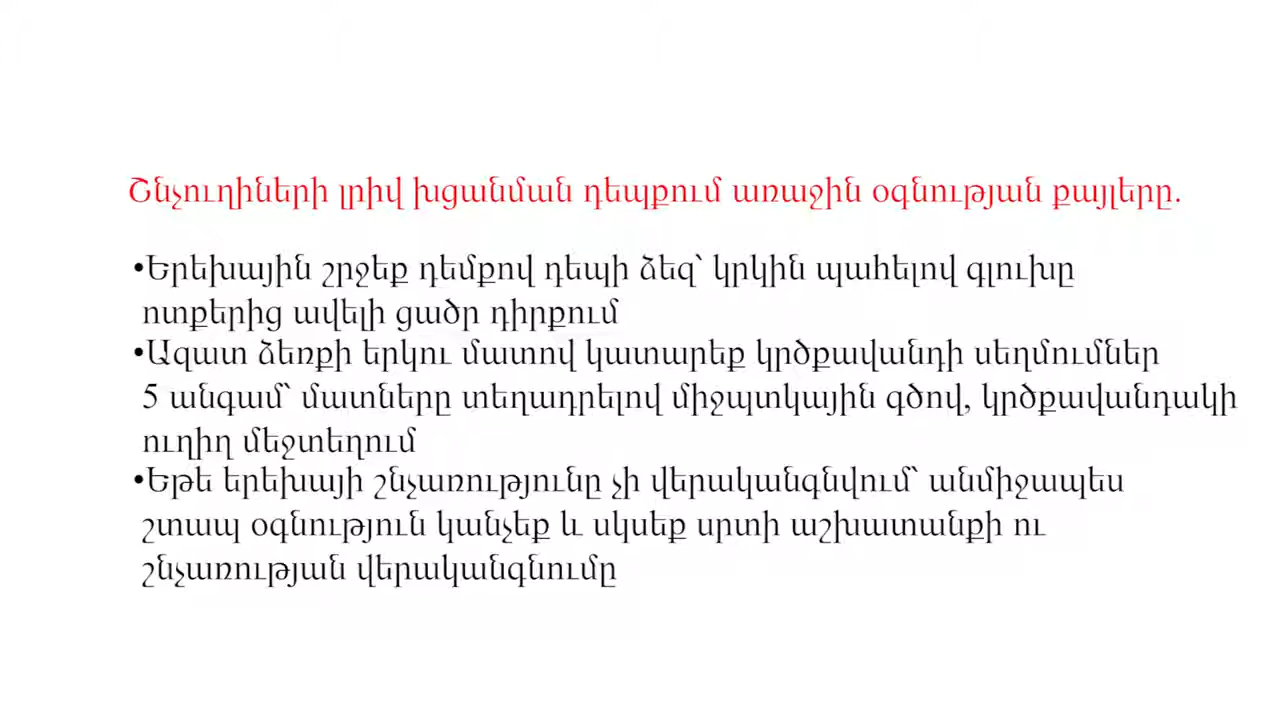 Շնչուղիների լրիվ խցանման դեպքում առաջին օգնության քայլերը.
•Երեխային շրջեք դեմքով դեպի ձեզ՝ կրկին պահելով գլուխը
ոտքերից ավելի ցածր դիրքում
•Ազատ ձեռքի երկու մատով կատարեք կրծքավանդի սեղմումներ
5 անգամ՝ մատները տեղադրելով միջպտկային գծով, կրծքավանդակի
ուղիղ մեջտեղում
•Եթե երեխայի շնչառությունը չի վերականգնվում՝ անմիջապես
շտապ օգնություն կանչեք և սկսեք սրտի աշխատանքի ու
շնչառության վերականգնումը